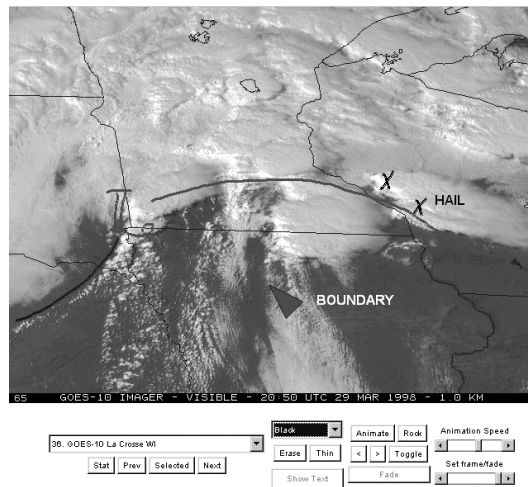 T
X
X
HAIL
BOUNDARY
65 GOES-10 IMAGER - VISIBLE - 20:50 UTC 29 MAR 1998 - 1.0 KM
36. GOES-10 La Crosse WI
Black
Animate Rock
Animation Speed
Stat Prev Selected Next
Erase Thin
< > Toggle
Set frame/fade
Show Text
Fade